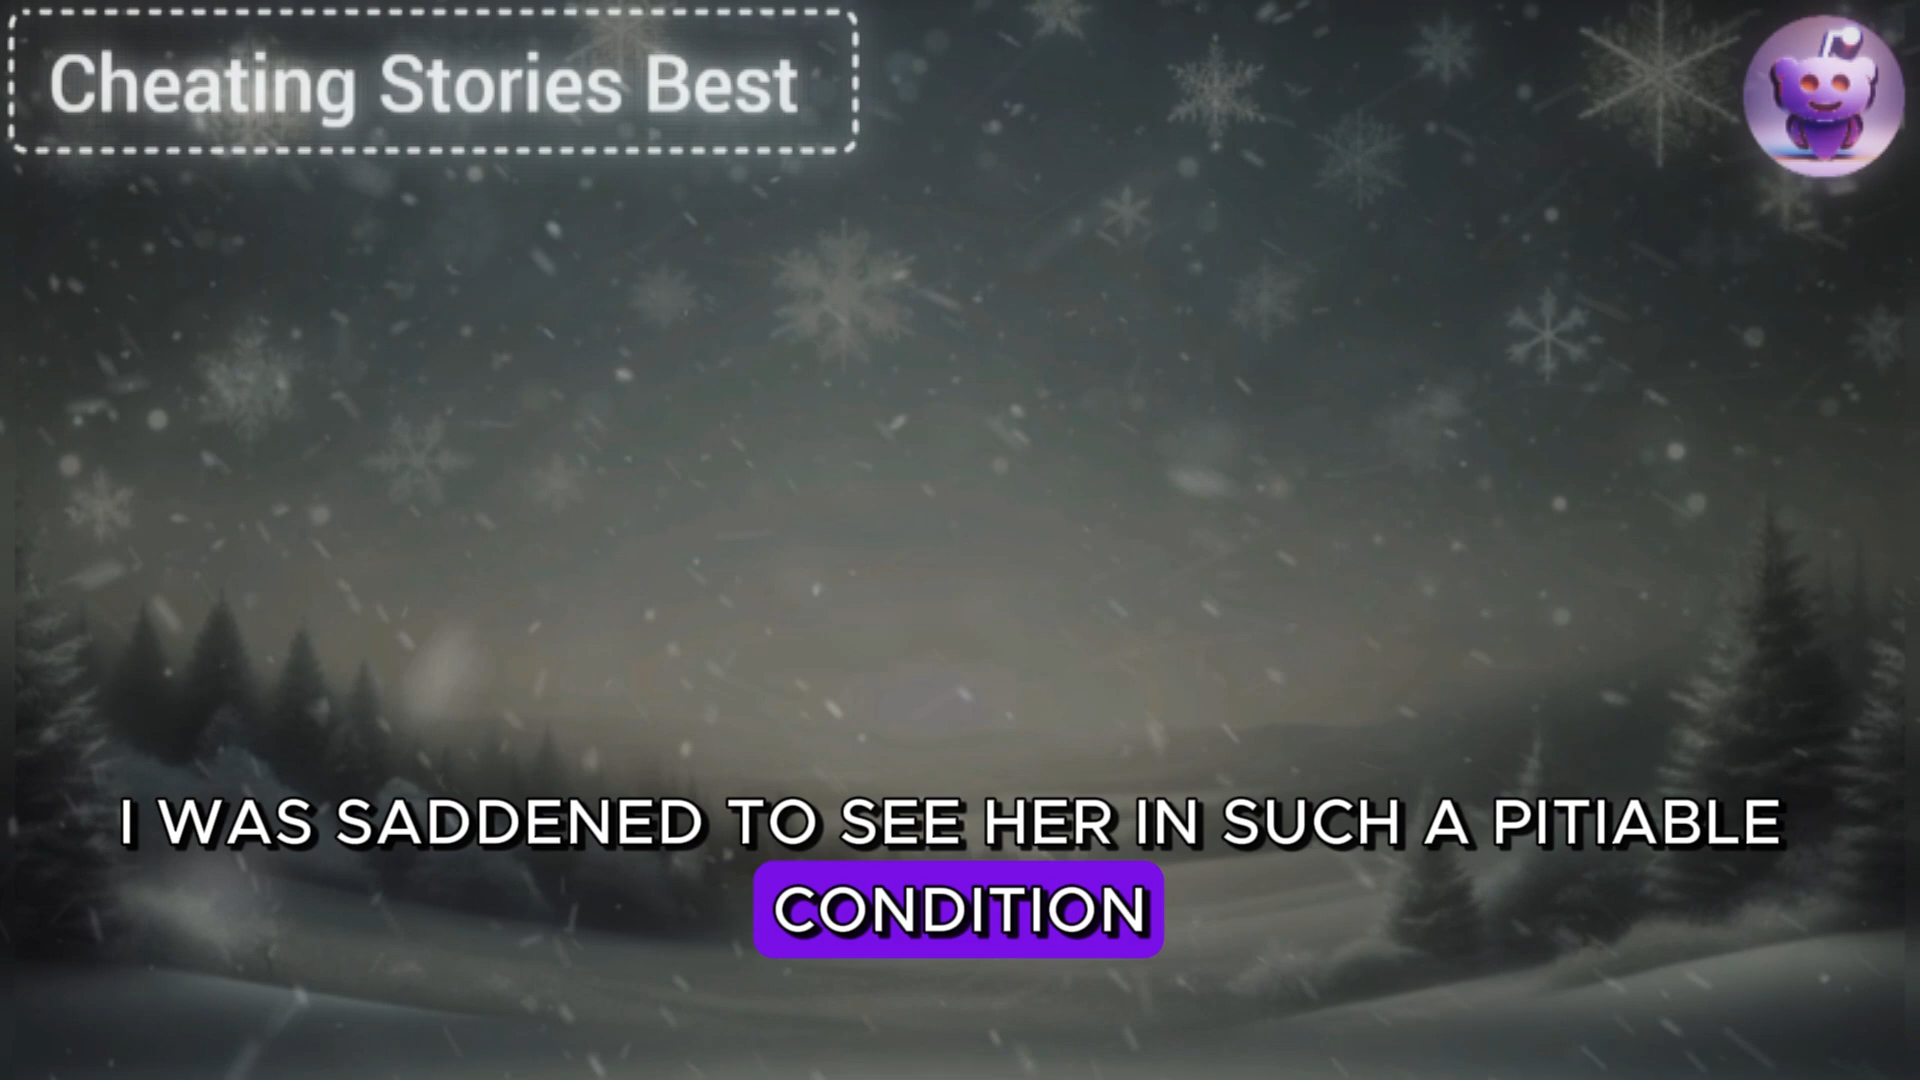 Cheating Stories Best
I WAS SADDENED TO SEE HER IN SUCH A PITIABLE
CONDITION